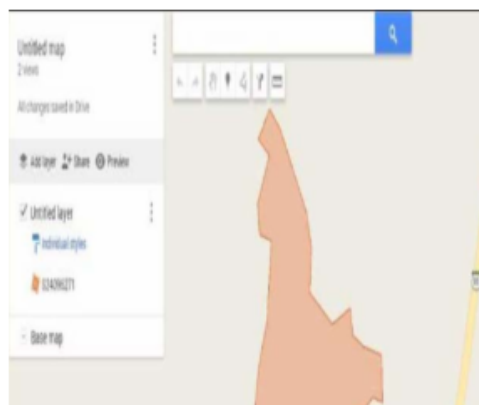 Untitled map
2 views
All changes saved in Drive
Add layer Share Preview
Untitled layer
Individual styles
Base map